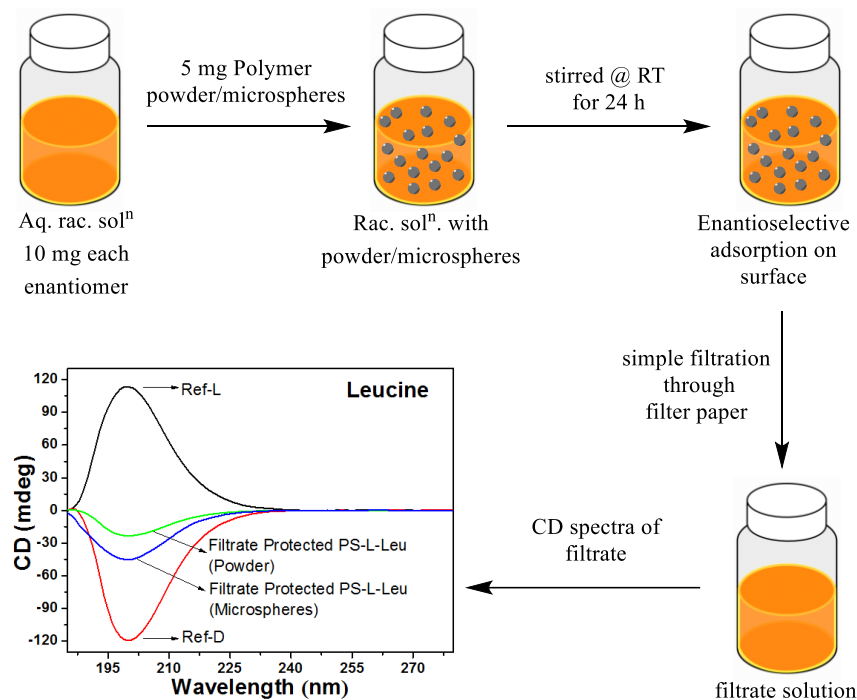 5 mg Polymer
powder/microspheres
stirred @ RT
for 24 h
Aq. rac. solⁿ
10 mg each
enantiomer
Rac. solⁿ. with
powder/microspheres
Enantioselective
adsorption on
surface
simple filtration
through
filter paper
CD spectra of
filtrate
filtrate solution
Leucine
CD (mdeg)
120
90
60
30
0
-30
-60
-90
-120
Ref-L
Filtrate Protected PS-L-Leu
(Powder)
Filtrate Protected PS-L-Leu
(Microspheres)
Ref-D
195 210 225 240 255 270
Wavelength (nm)